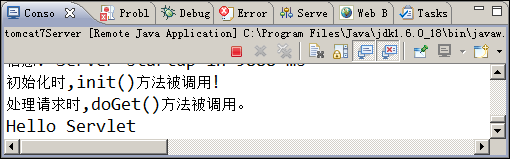 Conso
Probl
Debug
Error
Serve
Web B
Tasks
tomcat7Server [Remote Java Application] C:\Program Files\Java\jdk1.6.0_18\bin\javaw.
初始化时,init()方法被调用!
处理请求时,doGet()方法被调用。
Hello Servlet